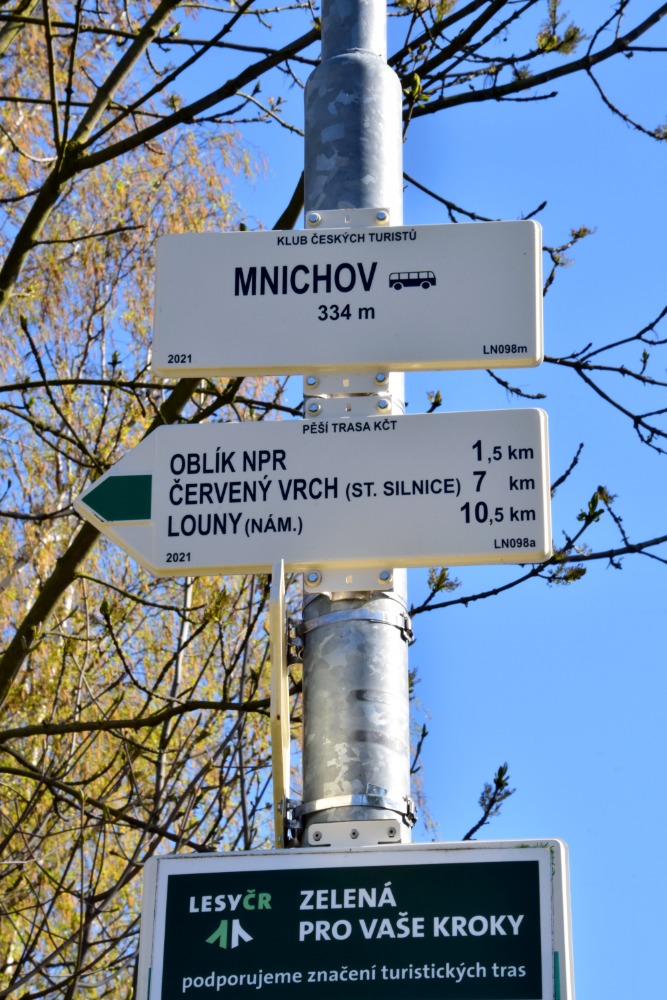 KLUB ČESKÝCH TURISTŮ
MNICHOV
334 m
2021 LN098m
PĚŠÍ TRASA KČT
OBLÍK NPR 1,5 km
ČERVENÝ VRCH (ST. SILNICE) 7 km
LOUNY (NÁM.) 10,5 km
2021 LN098a
LESYČR
ZELENÁ
PRO VAŠE KROKY
podporujeme značení turistických tras